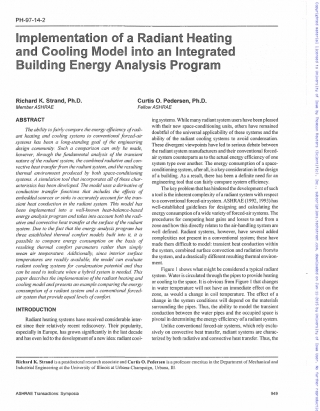 PH-97-14-2
Implementation of a Radiant Heating
and Cooling Model into an Integrated
Building Energy Analysis Program
Richard K. Strand, Ph.D.
Member ASHRAE
Curtis O. Pedersen, Ph.D.
Fellow ASHRAE
ABSTRACT
The ability to fairly compare the energy efficiency of radi-
ant heating and cooling systems to conventional forced-air
systems has been a long-standing goal of the engineering
design community. Such a comparison can only be made,
however, through the fundamental analysis of the transient
nature of the radiant system, the combined radiative and con-
vective heat transfer from the radiant system, and the resulting
thermal environment produced by both space-conditioning
systems. A simulation tool that incorporates all of these char-
acteristics has been developed. The model uses a derivation of
conduction transfer functions that includes the effects of
embedded sources or sinks to accurately account for the tran-
sient heat conduction in the radiant system. This model has
been implemented into a well-known heat-balance-based
energy analysis program and takes into account both the radi-
ant and convective heat transfer at the surface of the radiant
system. Due to the fact that the energy analysis program has
three established thermal comfort models built into it, it is
possible to compare energy consumption on the basis of
resulting thermal comfort parameters rather than simple
mean air temperature. Additionally, since interior surface
temperatures are readily available, the model can evaluate
radiant cooling systems for condensation potential and thus
can be used to indicate when a hybrid system is needed. This
paper describes the implementation of the radiant heating and
cooling model and presents an example comparing the energy
consumption of a radiant system and a conventional forced-
air system that provide equal levels of comfort.
INTRODUCTION
Radiant heating systems have received considerable inter-
est since their relatively recent rediscovery. Their popularity,
especially in Europe, has grown significantly in the last decade
and has even led to the development of a new idea: radiant cool-
ing systems. While many radiant system users have been pleased
with their new space-conditioning units, others have remained
doubtful of the universal applicability of these systems and the
ability of the radiant cooling systems to avoid condensation.
These divergent viewpoints have led to serious debate between
the radiant system manufacturers and their conventional forced-
air system counterparts as to the actual energy efficiency of one
system type over another. The energy consumption of a space-
conditioning system, after all, is a key consideration in the design
of a building. As a result, there has been a definite need for an
engineering tool that can fairly compare system efficiencies.
The key problem that has hindered the development of such
a tool is the inherent complexity of a radiant system with respect
to a conventional forced-air system. ASHRAE has
well-established guidelines for designing and calculating the
energy consumption of a wide variety of forced-air systems. The
procedures for computing heat gains and losses to and from a
zone and how this directly relates to the air-handling system are
well defined. Radiant systems, however, have several added
complexities not present in a conventional system; these have
made them difficult to model: transient heat conduction within
the system, combined surface convection and radiation from/to
the system, and a drastically different resulting thermal environ-
ment.
Figure 1 shows what might be considered a typical radiant
system. Water is circulated through the pipes to provide heating
or cooling to the space. It is obvious from Figure 1 that changes
in water temperature will not have an immediate effect on the
zone, as would a change in coil temperature. The effect of a
change in the system conditions will depend on the materials
surrounding the pipes. Thus, the ability to model the transient
conduction between the water pipes and the occupied space is
pivotal in determining the energy efficiency of a radiant system.
Unlike conventional forced-air systems, which rely exclu-
sively on convective heat transfer, radiant systems are charac-
terized by both radiative and convective heat transfer. Thus, the
Richard K. Strand is a postdoctoral research associate and Curtis O. Pedersen is a professor emeritus in the Department of Mechanical and
Industrial Engineering at the University of Illinois at Urbana-Champaign, Urbana, Ill.
ASHRAE Transactions: Symposia